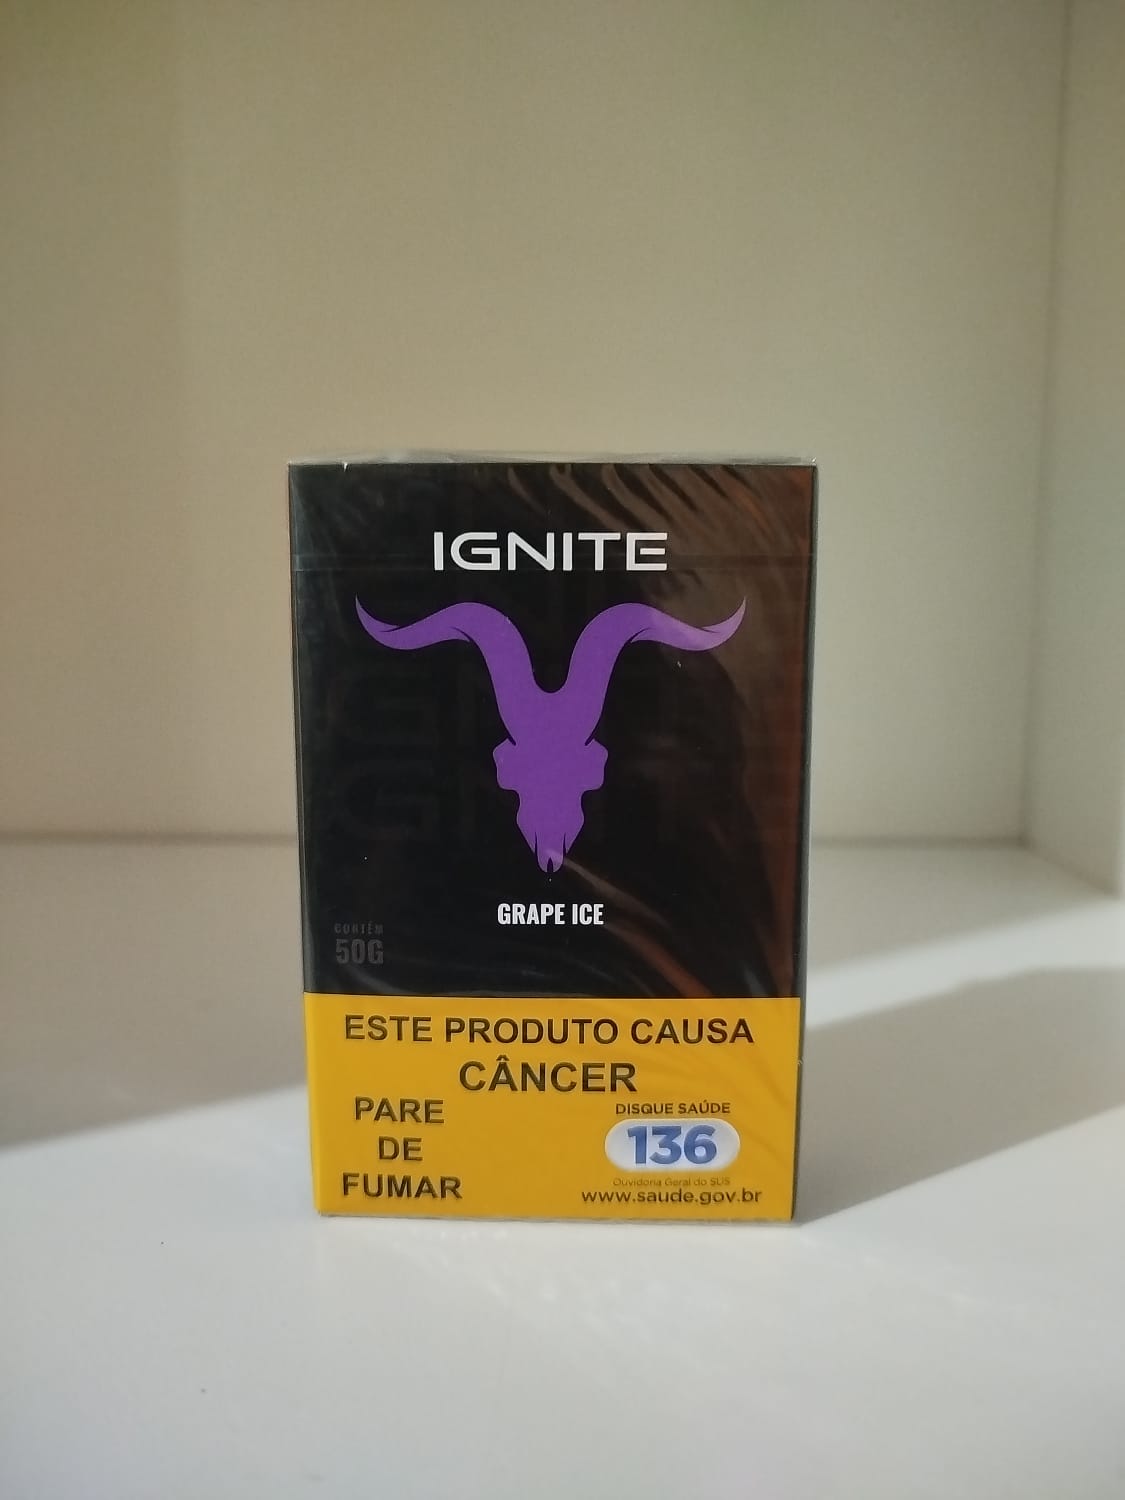 IGNITE
GRAPE ICE
CONTÉM
50G
ESTE PRODUTO CAUSA
CÂNCER
PARE
DE
FUMAR
DISQUE SAÚDE
136
Ouvidoria Geral do SUS
www.saude.gov.br